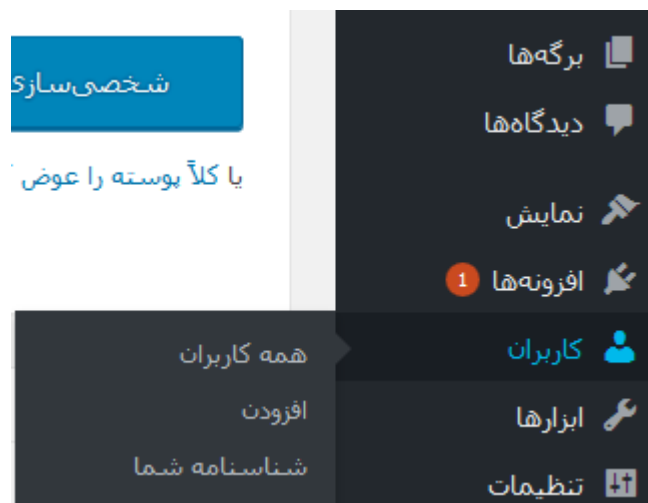 برگه‌ها
دیدگاه‌ها
نمایش
افزونه‌ها 1
کاربران
ابزارها
تنظیمات
همه کاربران
افزودن
شناسنامه شما
شخصی‌سازی
یا کلاً پوسته را عوض